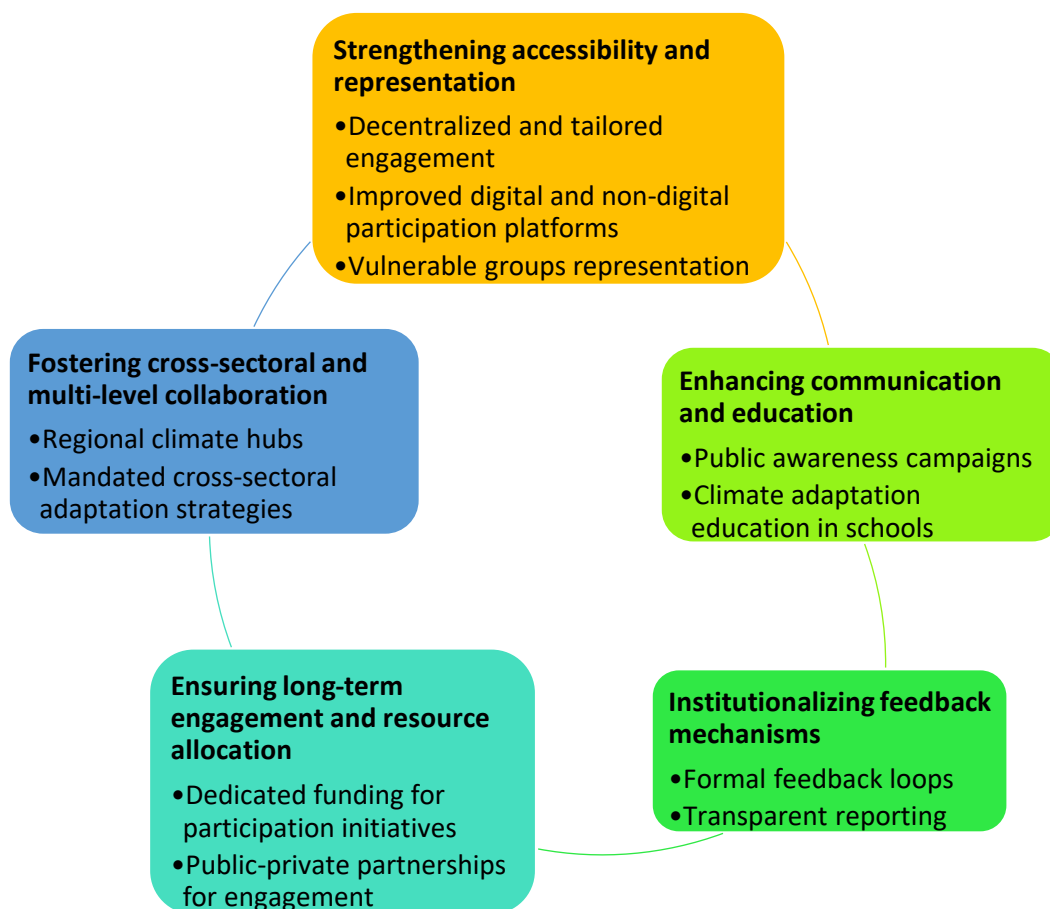 Strengthening accessibility and
representation
•Decentralized and tailored
engagement
•Improved digital and non-digital
participation platforms
•Vulnerable groups representation
Enhancing communication
and education
•Public awareness campaigns
•Climate adaptation
education in schools
Institutionalizing feedback
mechanisms
•Formal feedback loops
•Transparent reporting
Ensuring long-term
engagement and resource
allocation
•Dedicated funding for
participation initiatives
•Public-private partnerships
for engagement
Fostering cross-sectoral and
multi-level collaboration
•Regional climate hubs
•Mandated cross-sectoral
adaptation strategies